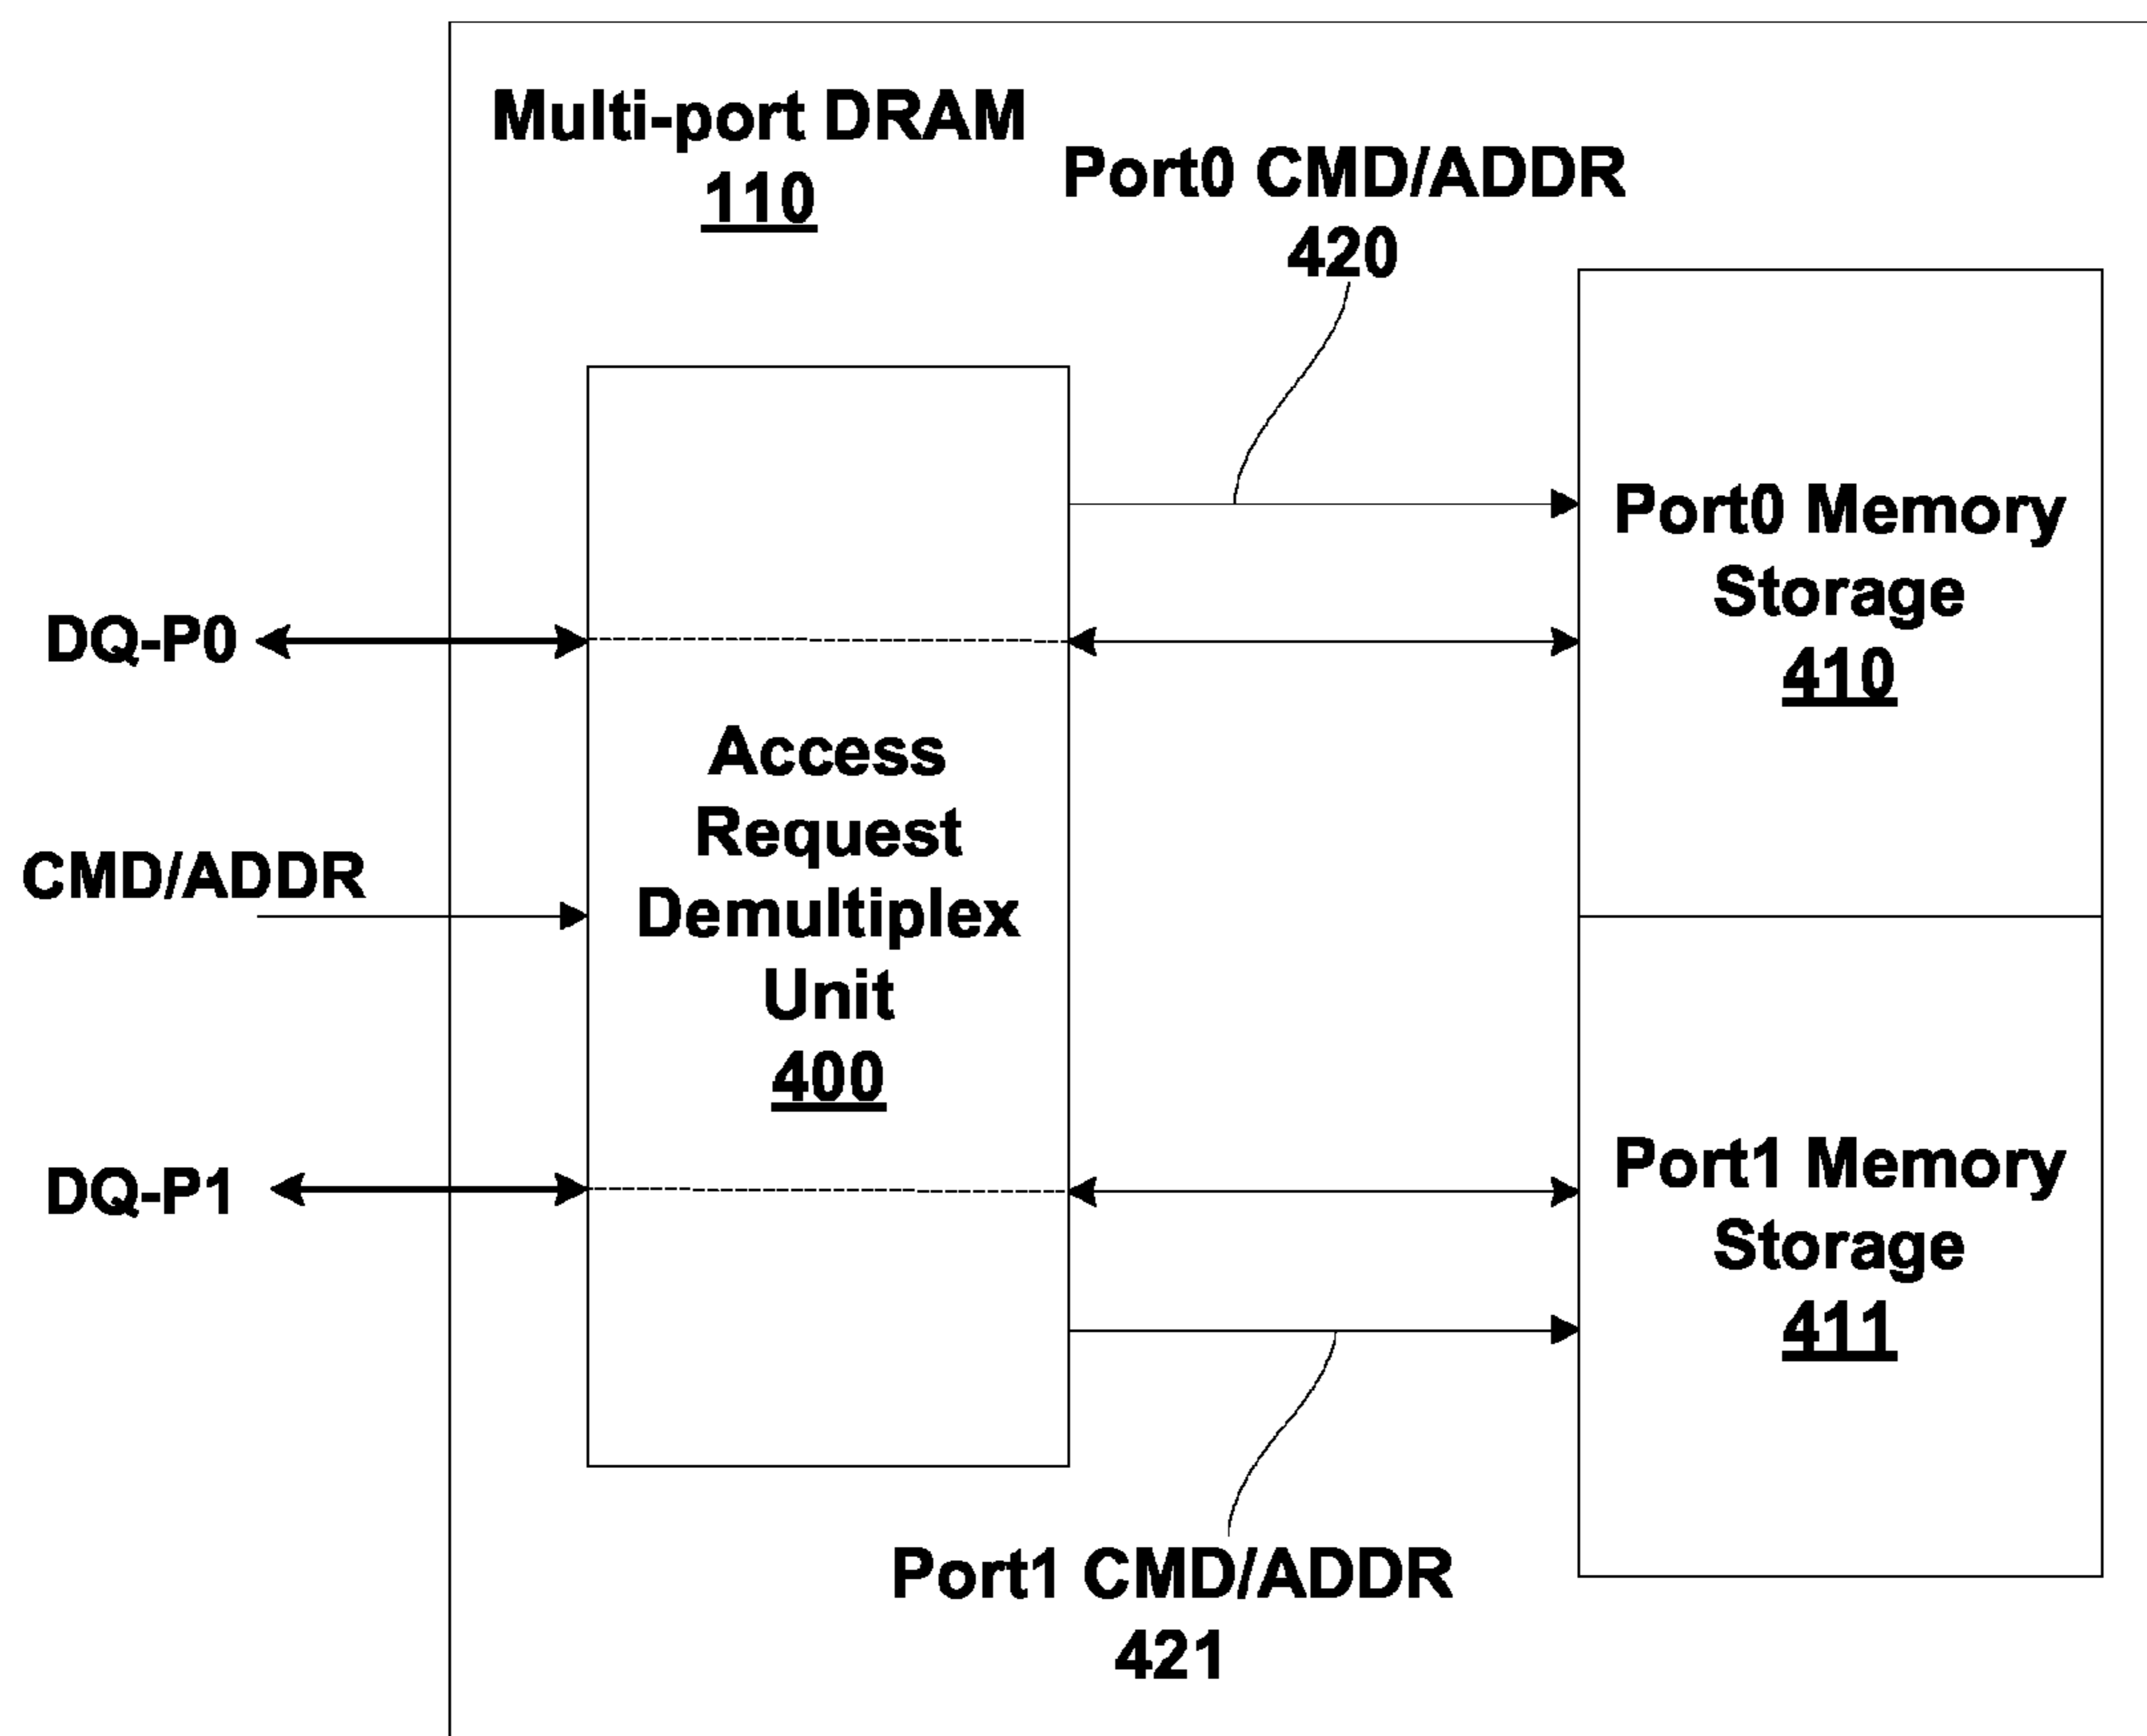 Multi-port DRAM
110
Port0 CMD/ADDR
420
Port0 Memory
Storage
410
DQ-P0
Access
Request
Demultiplex
Unit
400
CMD/ADDR
DQ-P1
Port1 Memory
Storage
411
Port1 CMD/ADDR
421